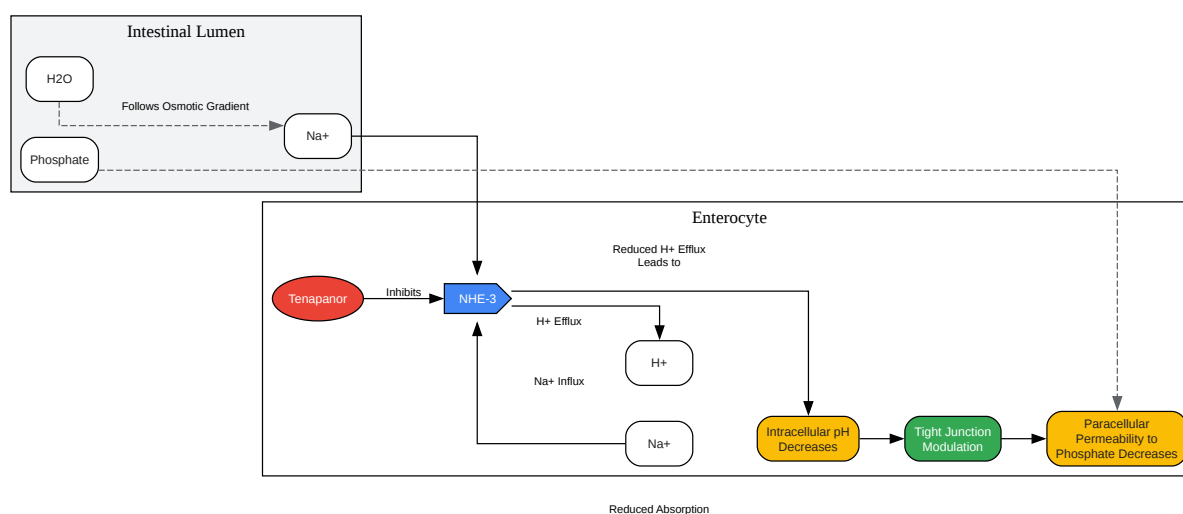 Intestinal Lumen
H2O
Follows Osmotic Gradient
Na+
Phosphate
Enterocyte
Reduced H+ Efflux
Leads to
Tenapanor
Inhibits
NHE-3
H+ Efflux
H+
Na+ Influx
Na+
Intracellular pH
Decreases
Tight Junction
Modulation
Paracellular
Permeability to
Phosphate Decreases
Reduced Absorption